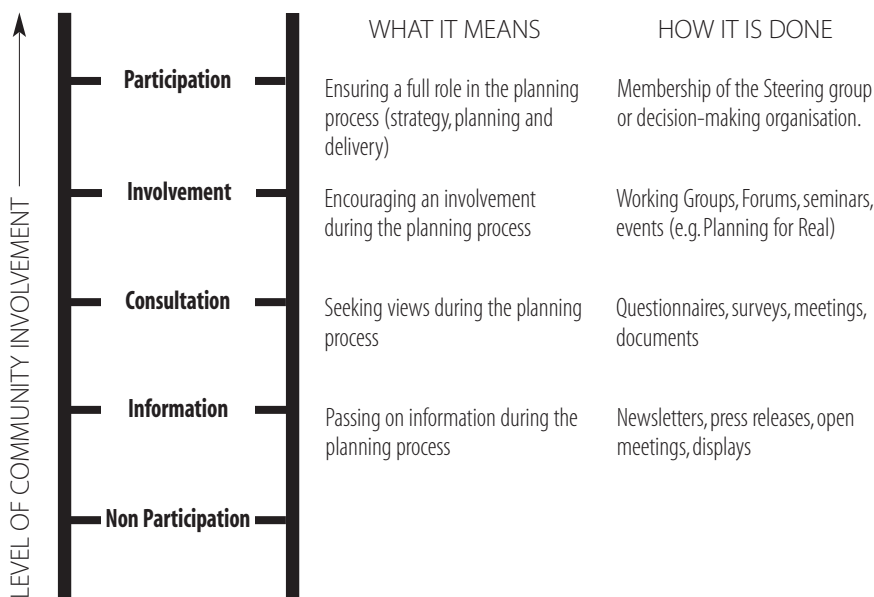 LEVEL OF COMMUNITY INVOLVEMENT
WHAT IT MEANS
HOW IT IS DONE
Participation
Ensuring a full role in the planning
process (strategy, planning and
delivery)
Membership of the Steering group
or decision-making organisation.
Involvement
Encouraging an involvement
during the planning process
Working Groups, Forums, seminars,
events (e.g. Planning for Real)
Consultation
Seeking views during the planning
process
Questionnaires, surveys, meetings,
documents
Information
Passing on information during the
planning process
Newsletters, press releases, open
meetings, displays
Non Participation